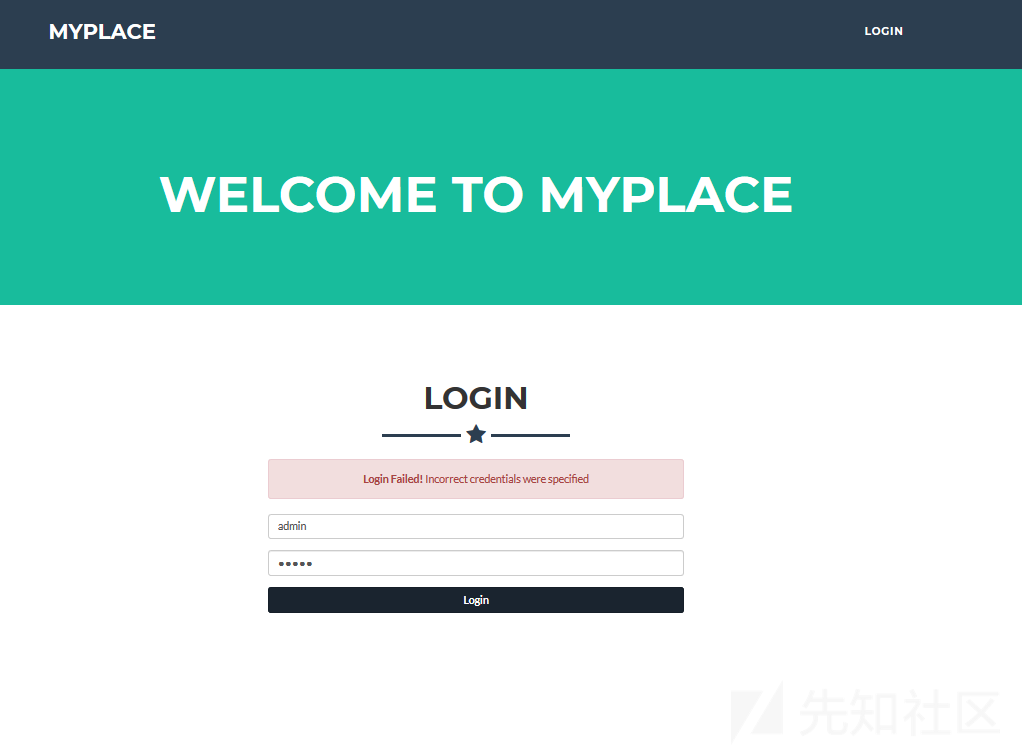 MYPLACE
LOGIN
WELCOME TO MYPLACE
LOGIN
Login Failed! Incorrect credentials were specified
admin
•••••
Login
先知社区